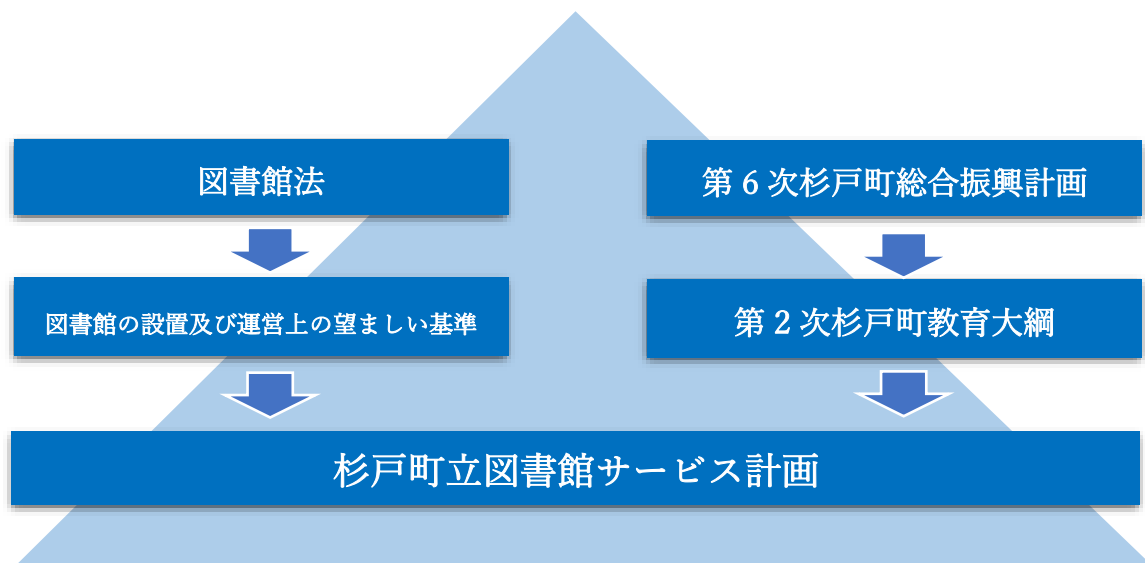 図書館法
第６次杉戸町総合振興計画
図書館の設置及び運営上の望ましい基準
第２次杉戸町教育大綱
杉戸町立図書館サービス計画